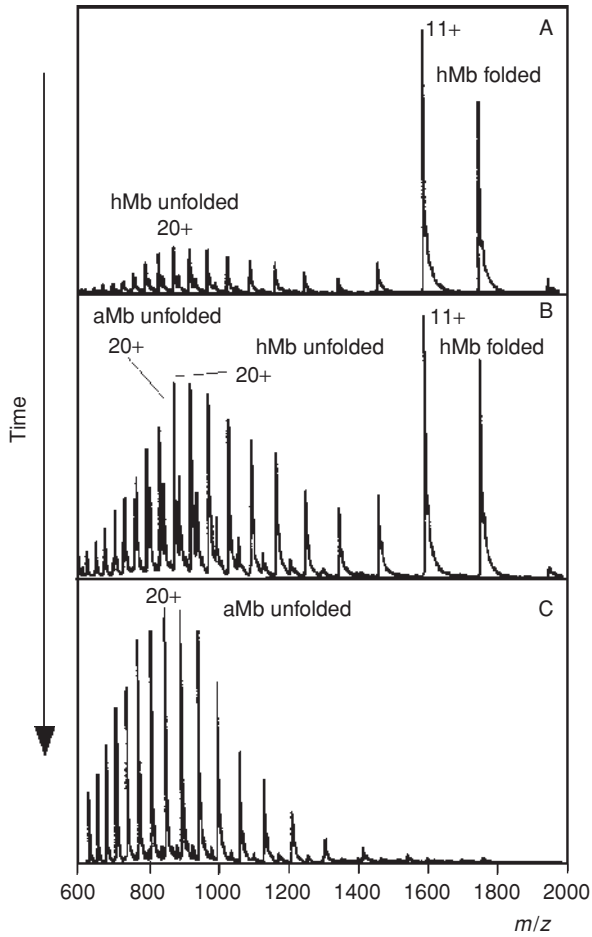 A
11+
hMb folded
hMb unfolded
20+
B
11+
aMb unfolded
hMb unfolded
hMb folded
20+
20+
Time
C
20+
aMb unfolded
600 800 1000 1200 1400 1600 1800 2000
m/z